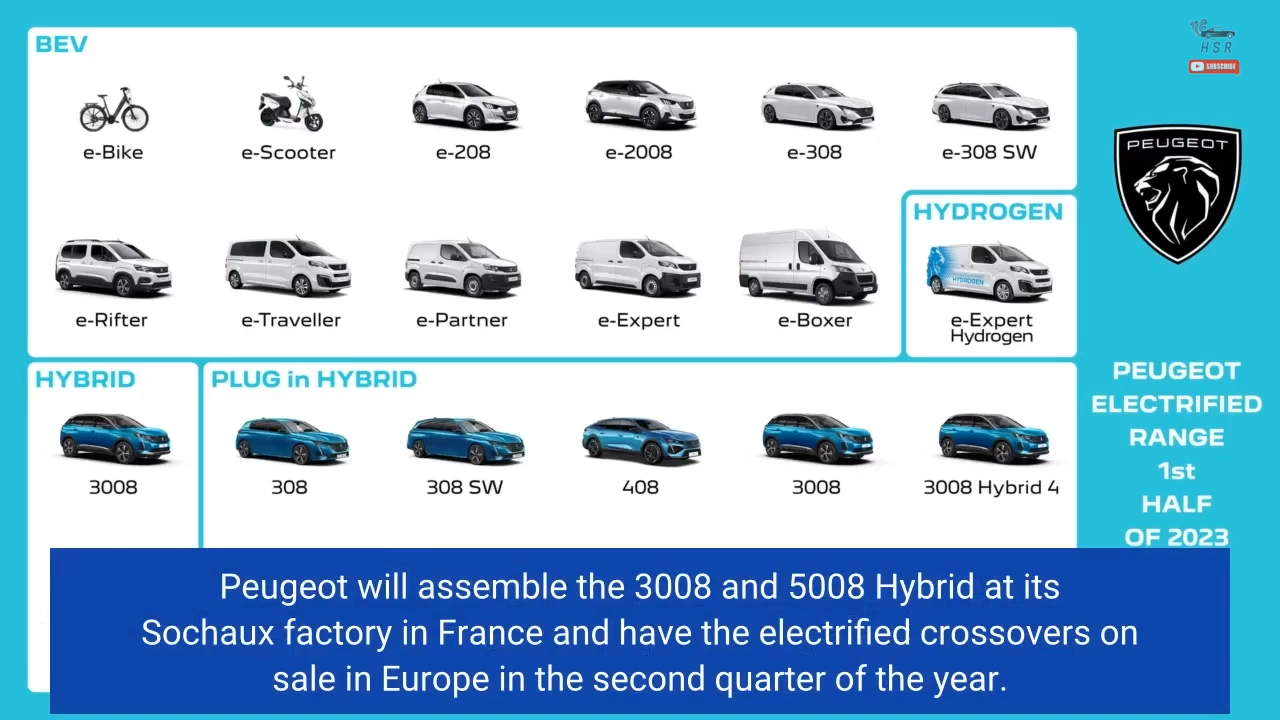 BEV
HSR
SUBSCRIBE
e-Bike
e-Scooter
e-208
e-2008
e-308
e-308 SW
PEUGEOT
HYDROGEN
HYDROGEN
e-Rifter
e-Traveller
e-Partner
e-Expert
e-Boxer
e-Expert
Hydrogen
HYBRID
PLUG in HYBRID
3008
308
308 SW
408
3008
3008 Hybrid 4
PEUGEOT
ELECTRIFIED
RANGE
1st
HALF
OF 2023
Peugeot will assemble the 3008 and 5008 Hybrid at its
Sochaux factory in France and have the electrified crossovers on
sale in Europe in the second quarter of the year.